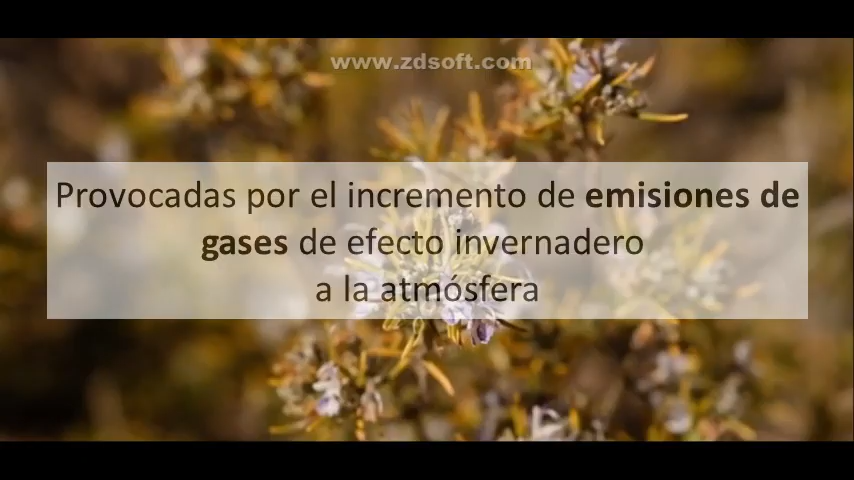 www.zdsoft.com
Provocadas por el incremento de emisiones de
gases de efecto invernadero
a la atmósfera